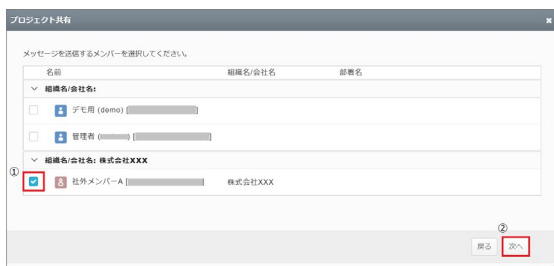 プロジェクト共有 ×
メッセージを送信するメンバーを選択してください。
名前 組織名/会社名 部署名
組織名/会社名:
デモ用 (demo) [ ]
管理者 ( ) [ ]
組織名/会社名: 株式会社XXX
① 社外メンバーA [ ] 株式会社XXX
②
戻る 次へ